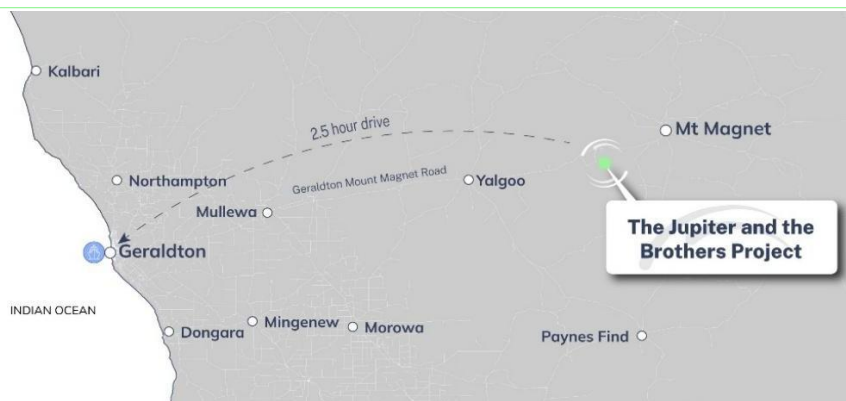 Kalbari
2.5 hour drive
Mt Magnet
Northampton
Geraldton Mount Magnet Road
Yalgoo
Mullewa
The Jupiter and the
Brothers Project
Geraldton
INDIAN OCEAN
Dongara
Mingenew
Morowa
Paynes Find